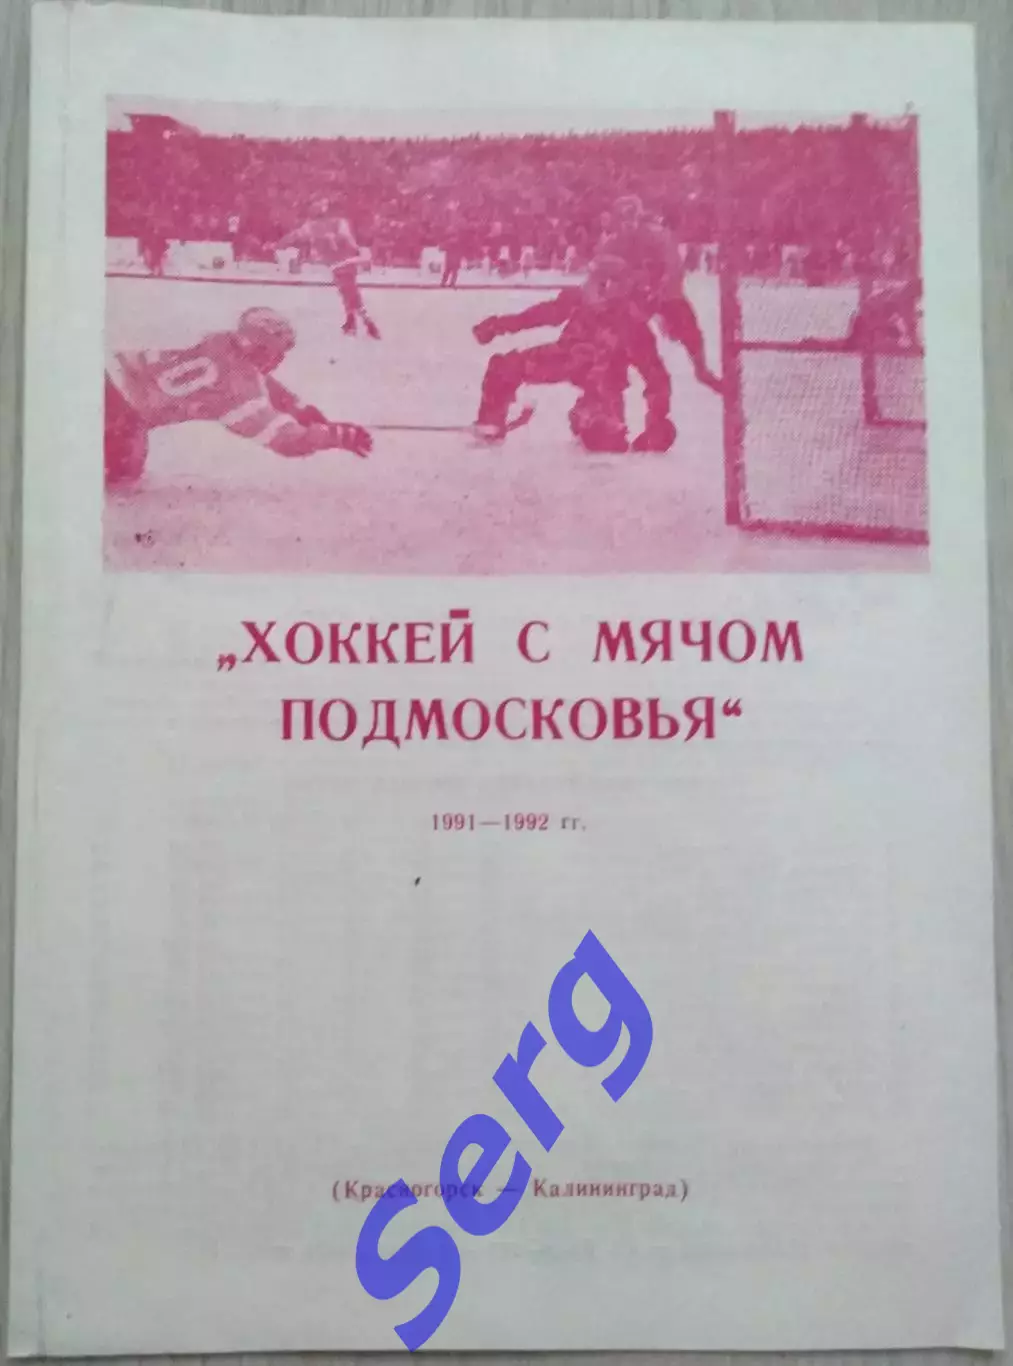 „ХОККЕЙ С МЯЧОМ
ПОДМОСКОВЬЯ“
1991—1992 гг.
Serg
(Красногорск — Калининград)